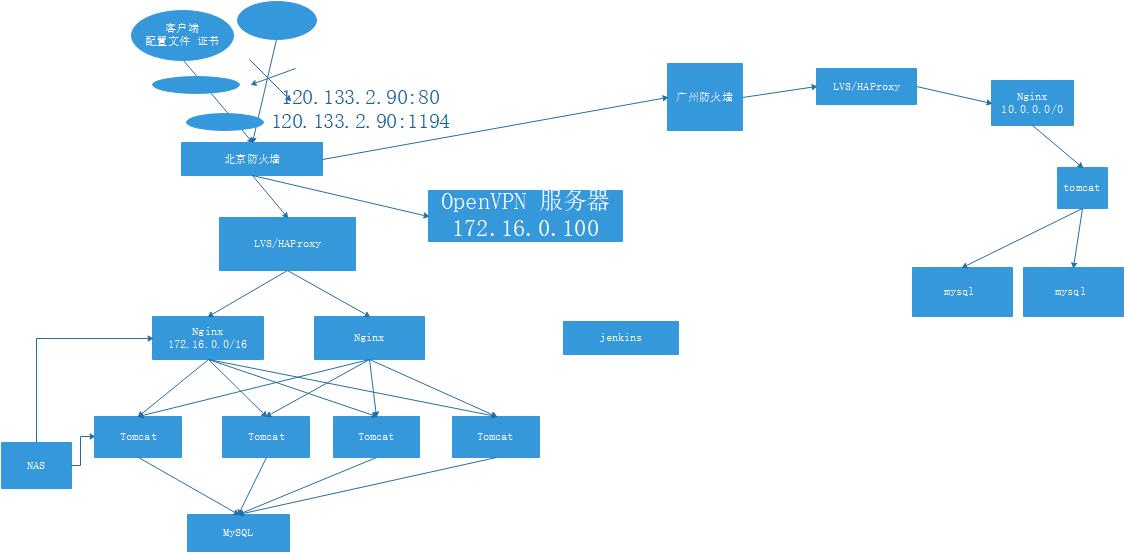 客户端
配置文件 证书
120.133.2.90:80
120.133.2.90:1194
北京防火墙
广州防火墙
LVS/HAProxy
Nginx
10.0.0.0/0
tomcat
mysql
mysql
OpenVPN 服务器
172.16.0.100
LVS/HAProxy
Nginx
172.16.0.0/16
Nginx
jenkins
Tomcat
Tomcat
Tomcat
Tomcat
NAS
MySQL